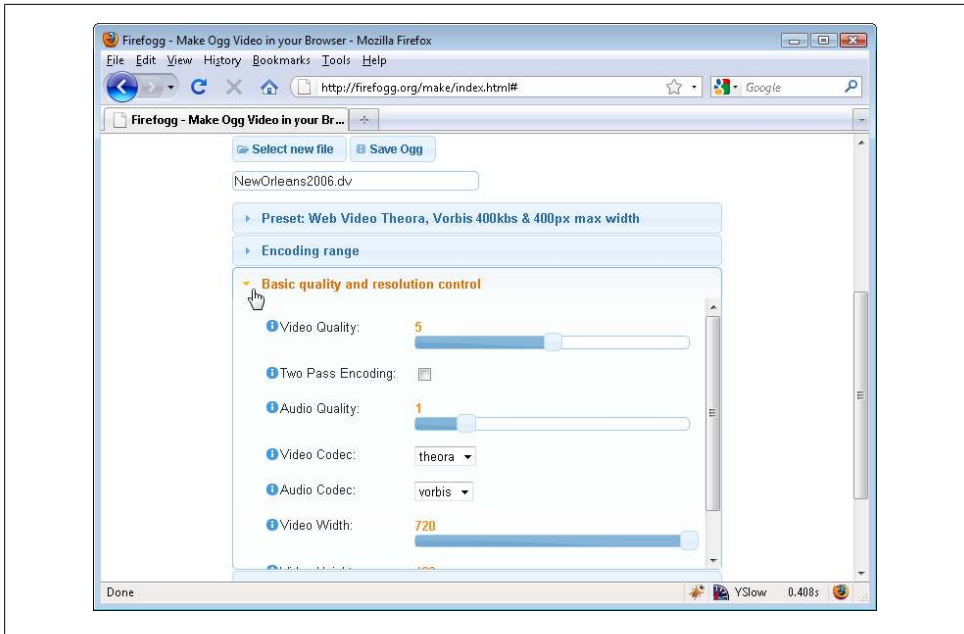 Firefogg - Make Ogg Video in your Browser - Mozilla Firefox
File Edit View History Bookmarks Tools Help
http://firefogg.org/make/index.html#
Google
Firefogg - Make Ogg Video in your Br...
Select new file Save Ogg
NewOrleans2006.dv
Preset: Web Video Theora, Vorbis 400kbs & 400px max width
Encoding range
Basic quality and resolution control
Video Quality: 5
Two Pass Encoding:
Audio Quality: 1
Video Codec: theora
Audio Codec: vorbis
Video Width: 720
Done YSlow 0.408s